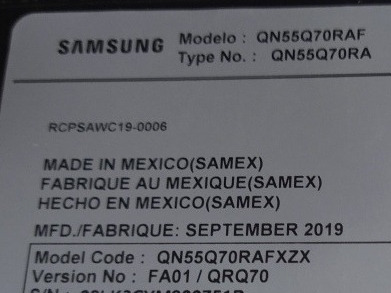 SAMSUNG Modelo : QN55Q70RAF
Type No. : QN55Q70RA
RCPSAWC19-0006
MADE IN MEXICO(SAMEX)
FABRIQUE AU MEXIQUE(SAMEX)
HECHO EN MEXICO(SAMEX)
MFD./FABRIQUE: SEPTEMBER 2019
Model Code : QN55Q70RAFXZX
Version No : FA01 / QRQ70